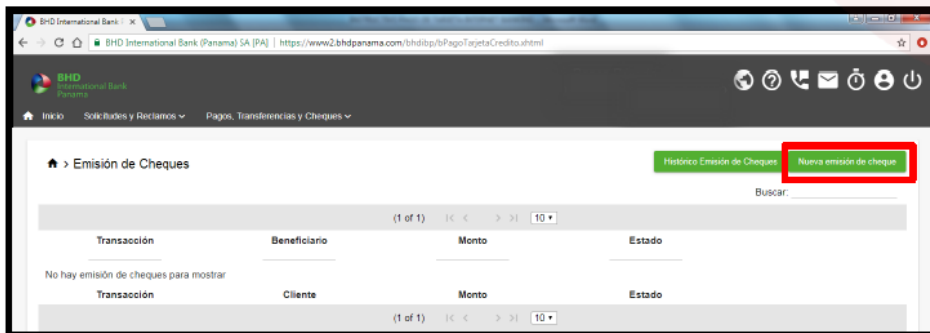 BHD International Bank
BHD International Bank (Panama) SA [PA] | https://www2.bhdpanama.com/bhdibp/bPagoTarjetaCredito.xhtml
BHD
International Bank
Panama
Inicio Solicitudes y Reclamos Pagos, Transferencias y Cheques
> Emisión de Cheques Histórico Emisión de Cheques Nueva emisión de cheque
Buscar:
(1 of 1) 10
Transacción Beneficiario Monto Estado
No hay emisión de cheques para mostrar
Transacción Cliente Monto Estado
(1 of 1) 10